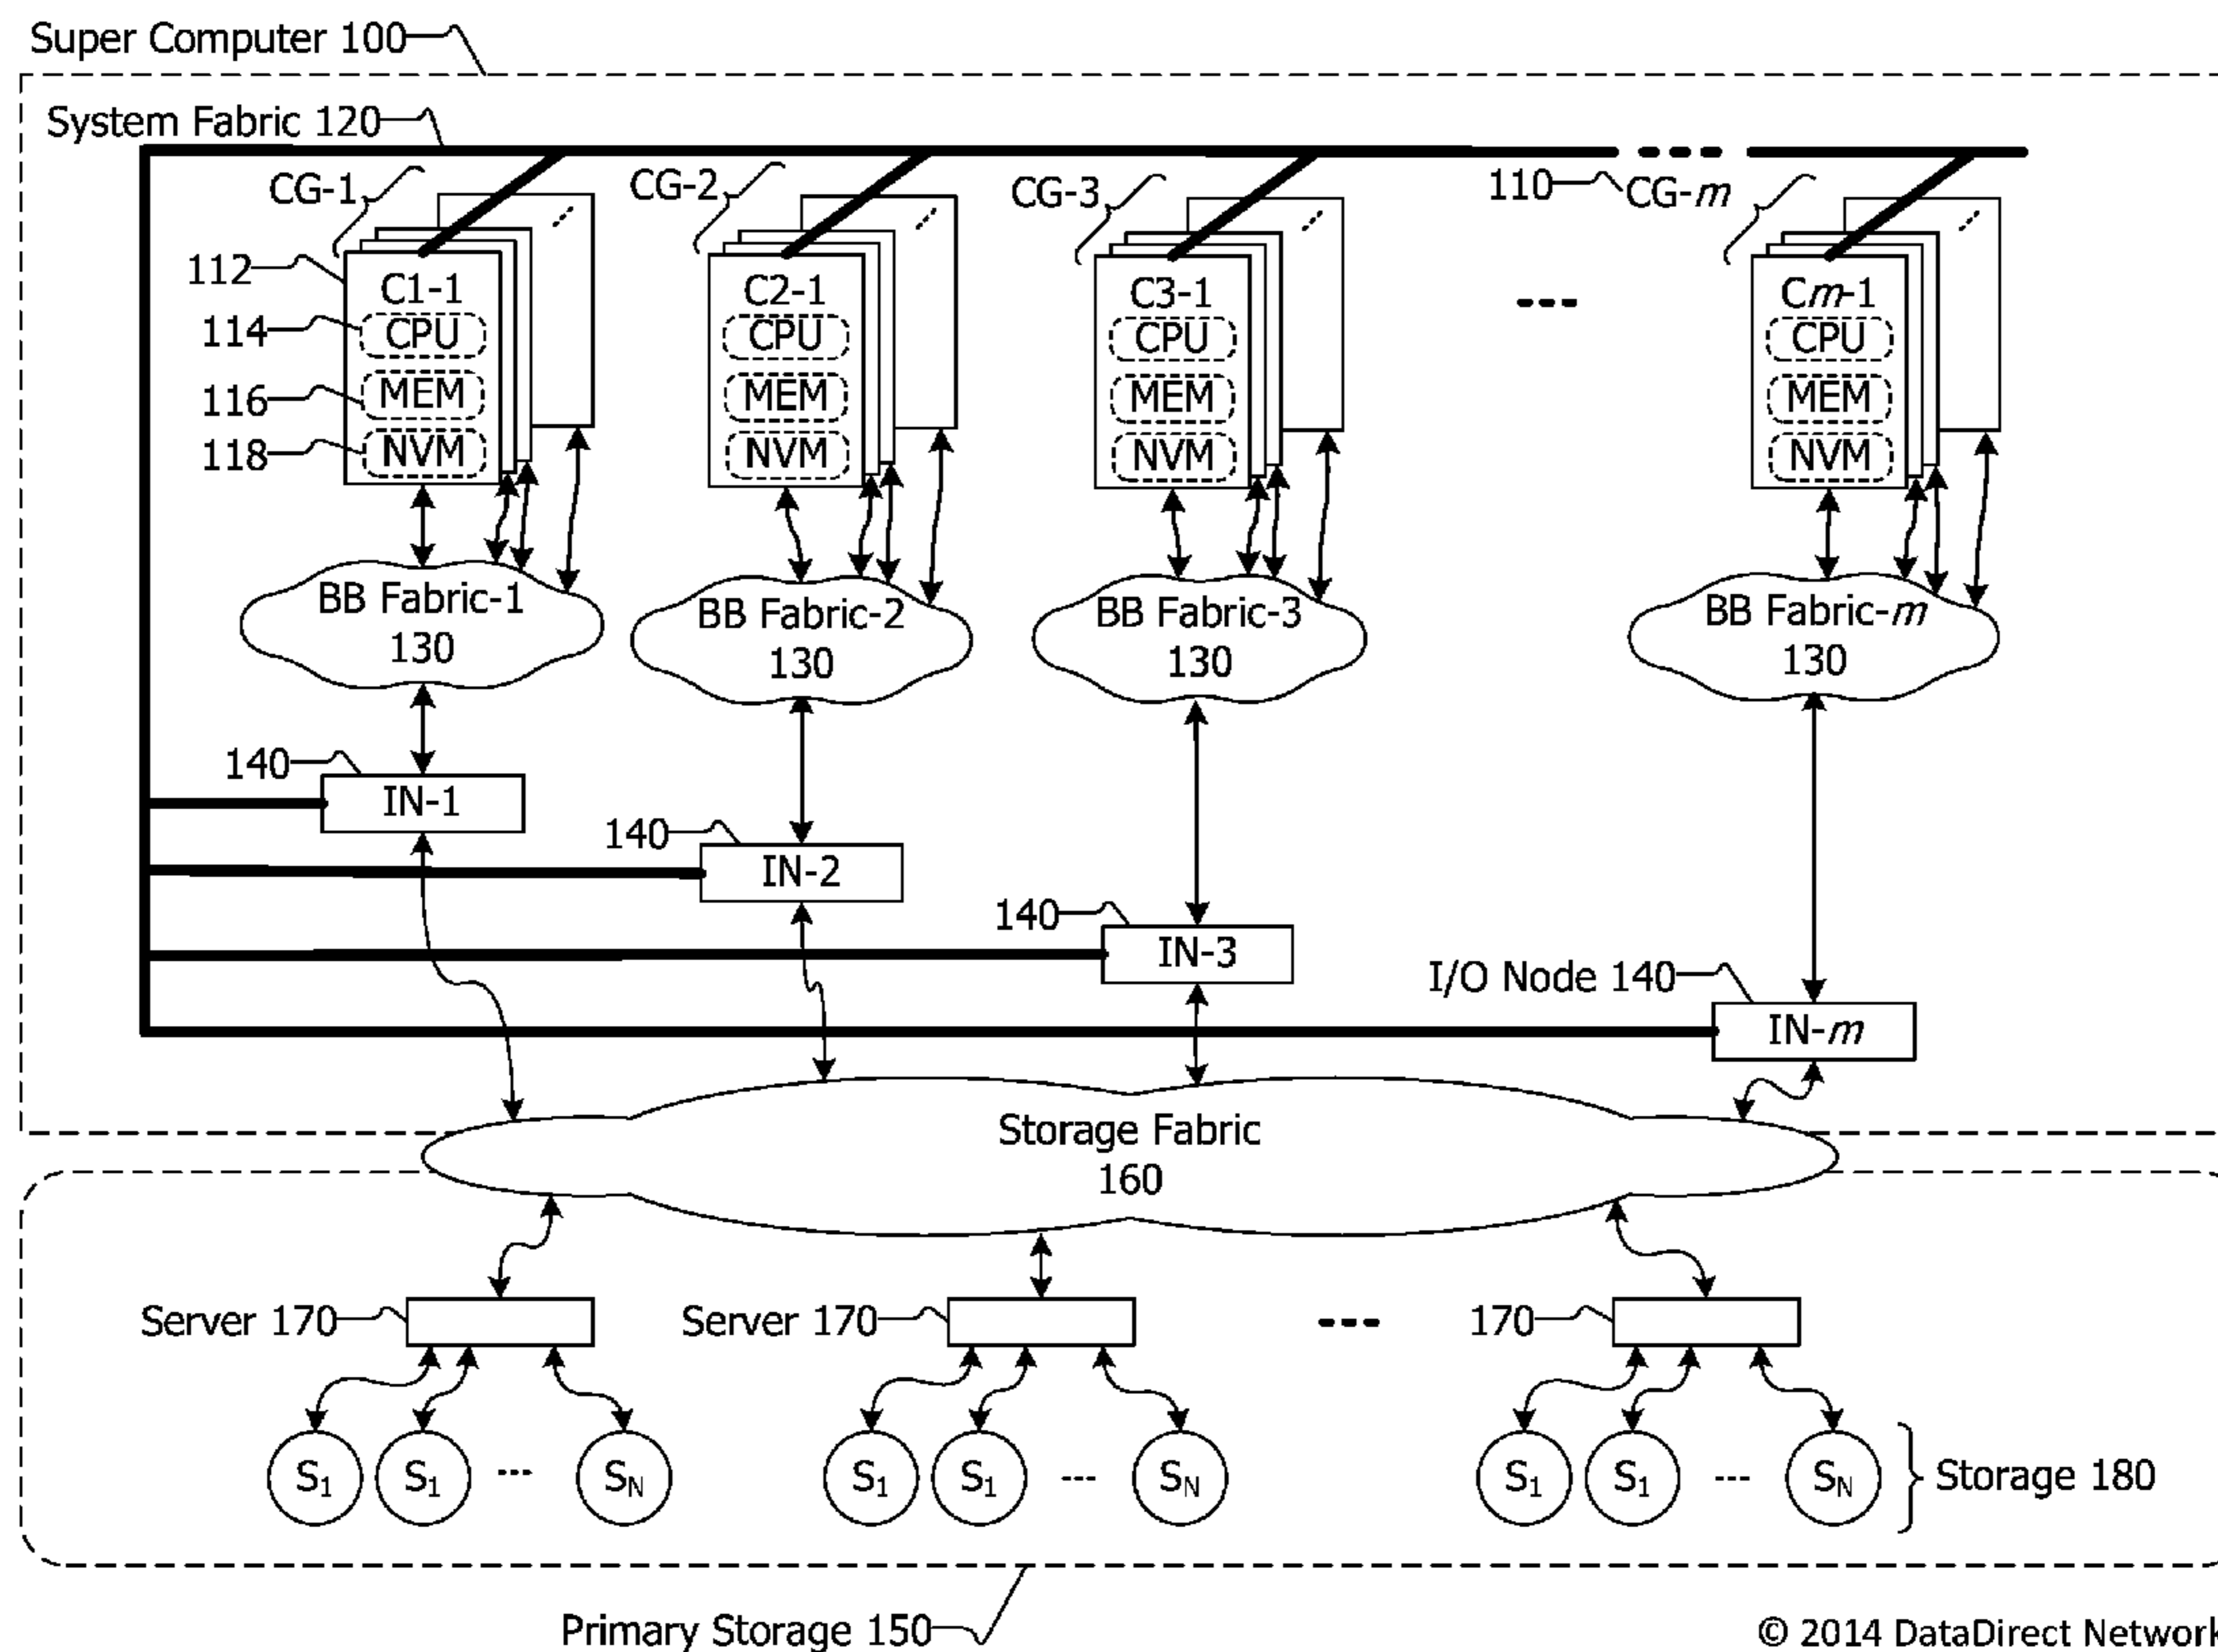 Super Computer 100
System Fabric 120
CG-1
CG-2
CG-3
110 CG-m
112
114
116
118
C1-1
CPU
MEM
NVM
C2-1
CPU
MEM
NVM
C3-1
CPU
MEM
NVM
Cm-1
CPU
MEM
NVM
BB Fabric-1
130
BB Fabric-2
130
BB Fabric-3
130
BB Fabric-m
130
140
IN-1
140
IN-2
140
IN-3
I/O Node 140
IN-m
Storage Fabric
160
Server 170
Server 170
170
S1 S1 ... SN
S1 S1 ... SN
S1 S1 ... SN
Storage 180
Primary Storage 150
© 2014 DataDirect Network